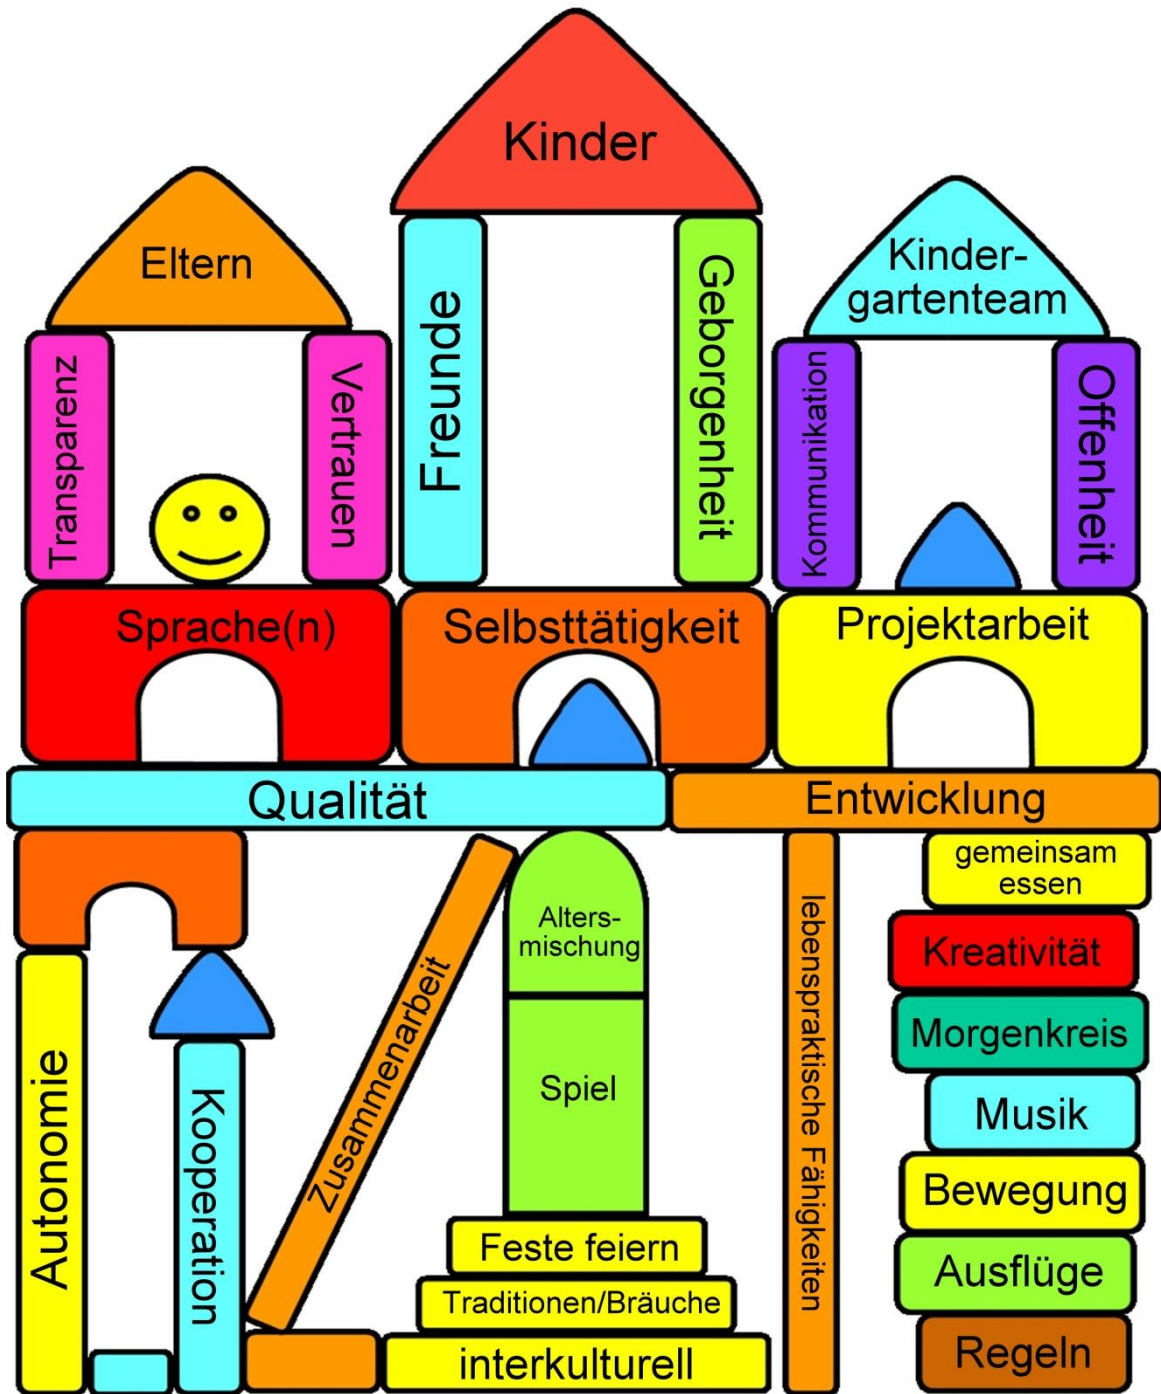 Kinder
Eltern
Kinder-
gartenteam
Transparenz
Vertrauen
Freunde
Geborgenheit
Kommunikation
Offenheit
Sprache(n)
Selbsttätigkeit
Projektarbeit
Qualität
Entwicklung
Autonomie
Kooperation
Zusammenarbeit
Alters-
mischung
Spiel
Feste feiern
Traditionen/Bräuche
interkulturell
lebenspraktische Fähigkeiten
gemeinsam
essen
Kreativität
Morgenkreis
Musik
Bewegung
Ausflüge
Regeln